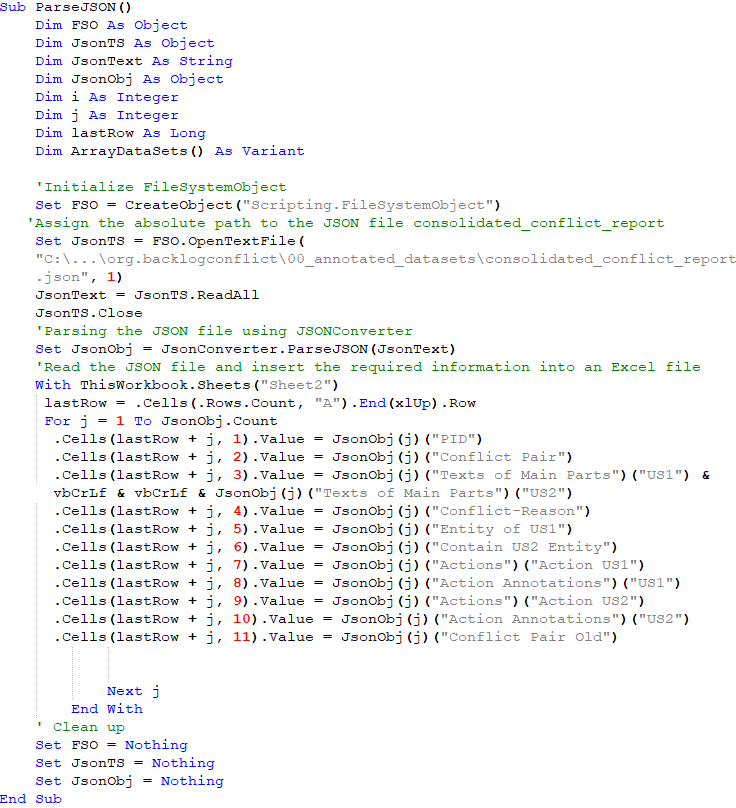 Sub ParseJSON()
Dim FSO As Object
Dim JsonTS As Object
Dim JsonText As String
Dim JsonObj As Object
Dim i As Integer
Dim j As Integer
Dim lastRow As Long
Dim ArrayDataSets() As Variant
'Initialize FileSystemObject
Set FSO = CreateObject("Scripting.FileSystemObject")
'Assign the absolute path to the JSON file consolidated_conflict_report
Set JsonTS = FSO.OpenTextFile(
"C:\...\org.backlogconflict\00_annotated_datasets\consolidated_conflict_report
.json", 1)
JsonText = JsonTS.ReadAll
JsonTS.Close
'Parsing the JSON file using JSONConverter
Set JsonObj = JsonConverter.ParseJSON(JsonText)
'Read the JSON file and insert the required information into an Excel file
With ThisWorkbook.Sheets("Sheet2")
lastRow = .Cells(.Rows.Count, "A").End(xlUp).Row
For j = 1 To JsonObj.Count
.Cells(lastRow + j, 1).Value = JsonObj(j)("PID")
.Cells(lastRow + j, 2).Value = JsonObj(j)("Conflict Pair")
.Cells(lastRow + j, 3).Value = JsonObj(j)("Texts of Main Parts")("US1") &
vbCrLf & vbCrLf & JsonObj(j)("Texts of Main Parts")("US2")
.Cells(lastRow + j, 4).Value = JsonObj(j)("Conflict-Reason")
.Cells(lastRow + j, 5).Value = JsonObj(j)("Entity of US1")
.Cells(lastRow + j, 6).Value = JsonObj(j)("Contain US2 Entity")
.Cells(lastRow + j, 7).Value = JsonObj(j)("Actions")("Action US1")
.Cells(lastRow + j, 8).Value = JsonObj(j)("Action Annotations")("US1")
.Cells(lastRow + j, 9).Value = JsonObj(j)("Actions")("Action US2")
.Cells(lastRow + j, 10).Value = JsonObj(j)("Action Annotations")("US2")
.Cells(lastRow + j, 11).Value = JsonObj(j)("Conflict Pair Old")
Next j
End With
' Clean up
Set FSO = Nothing
Set JsonTS = Nothing
Set JsonObj = Nothing
End Sub